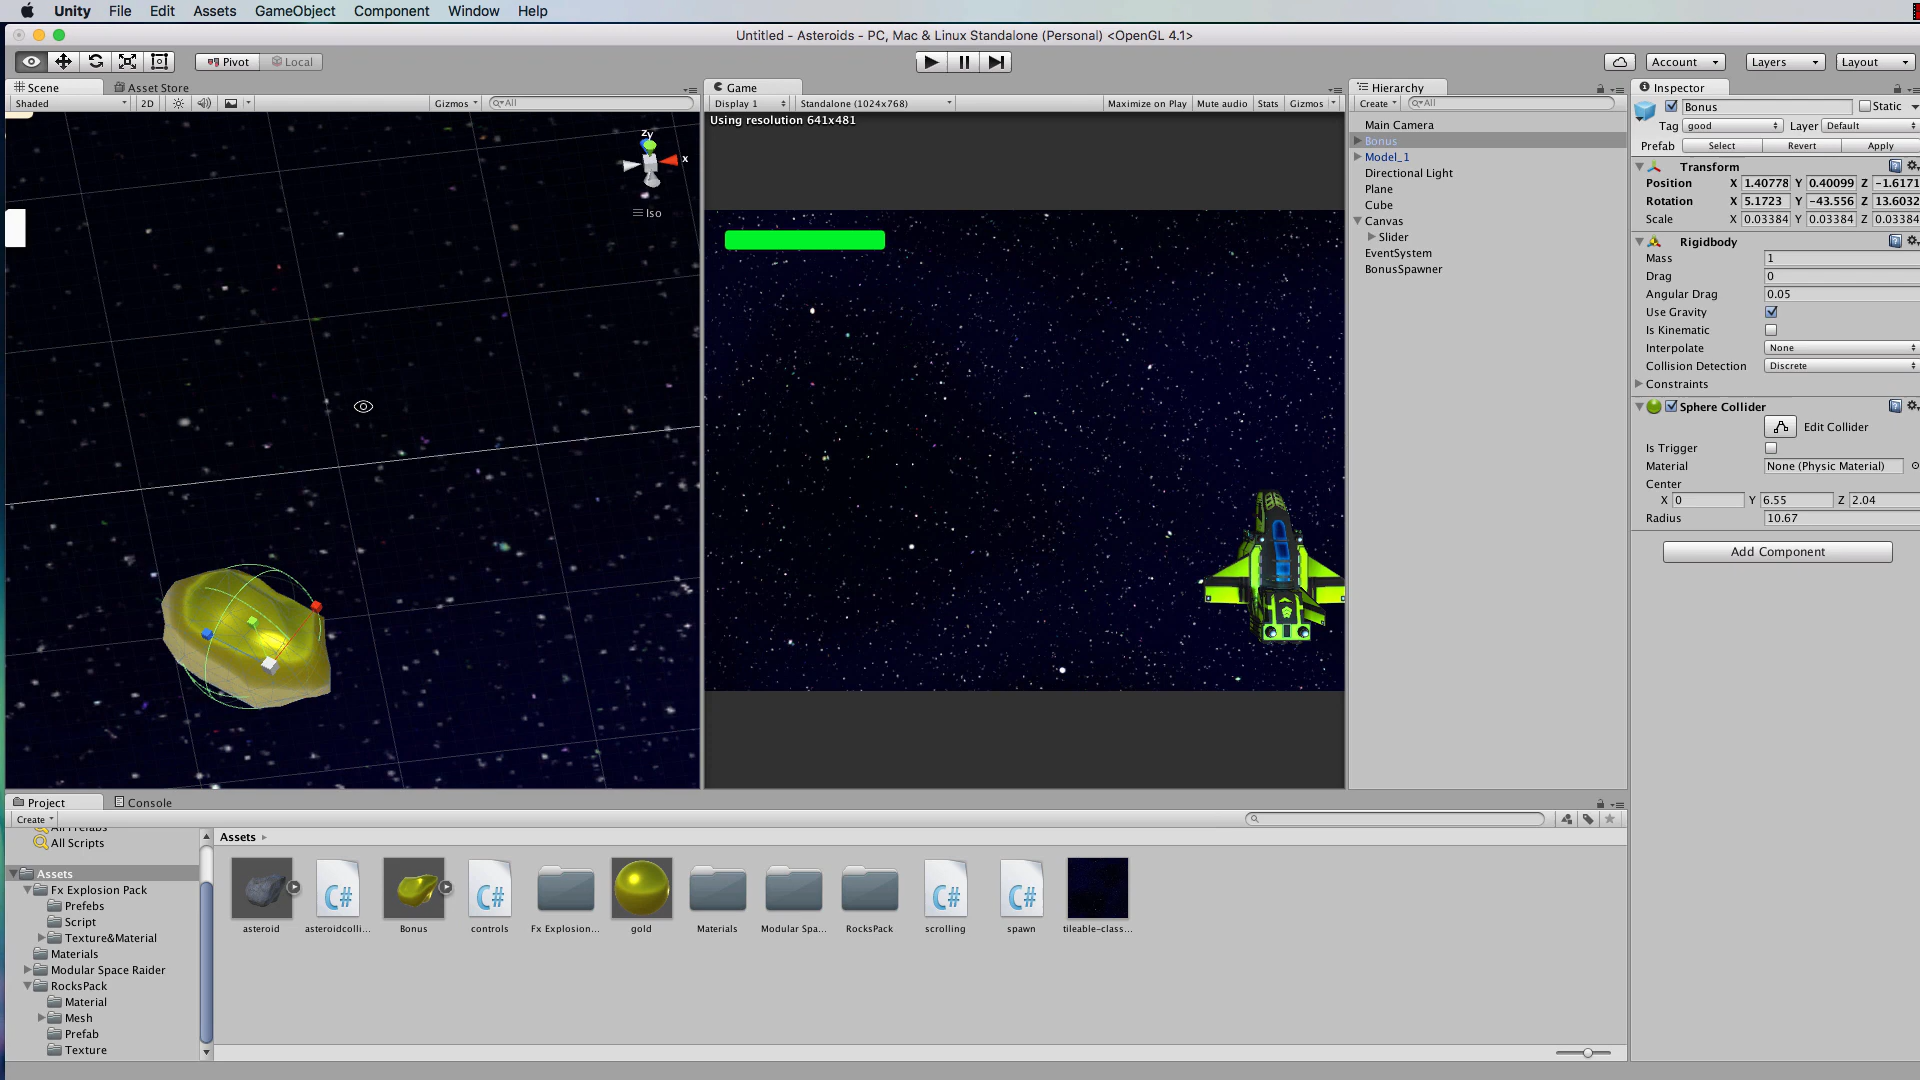 Unity File Edit Assets GameObject Component Window Help
Untitled - Asteroids - PC, Mac & Linux Standalone (Personal) <OpenGL 4.1>
Pivot Local Account Layers Layout
Scene Asset Store
Shaded 2D Gizmos All
z y
x
Iso
Game
Display 1 Standalone (1024x768) Maximize on Play Mute audio Stats Gizmos
Using resolution 641x481
Hierarchy
Create All
Main Camera
Bonus
Model_1
Directional Light
Plane
Cube
Canvas
Slider
EventSystem
BonusSpawner
Inspector
Bonus Static
Tag good Layer Default
Prefab Select Revert Apply
Transform
Position X 1.40778 Y 0.40099 Z -1.6171
Rotation X 5.1723 Y -43.556 Z 13.6032
Scale X 0.03384 Y 0.03384 Z 0.03384
Rigidbody
Mass 1
Drag 0
Angular Drag 0.05
Use Gravity
Is Kinematic
Interpolate None
Collision Detection Discrete
Constraints
Sphere Collider
Edit Collider
Is Trigger
Material None (Physic Material)
Center
X 0 Y 6.55 Z 2.04
Radius 10.67
Add Component
Project Console
Create
All Prefabs
All Scripts
Assets
Fx Explosion Pack
Prefebs
Script
Texture&Material
Materials
Modular Space Raider
RocksPack
Material
Mesh
Prefab
Texture
Assets
C# C# C# C#
asteroid asteroidcolli... Bonus controls Fx Explosion... gold Materials Modular Spa... RocksPack scrolling spawn tileable-class...